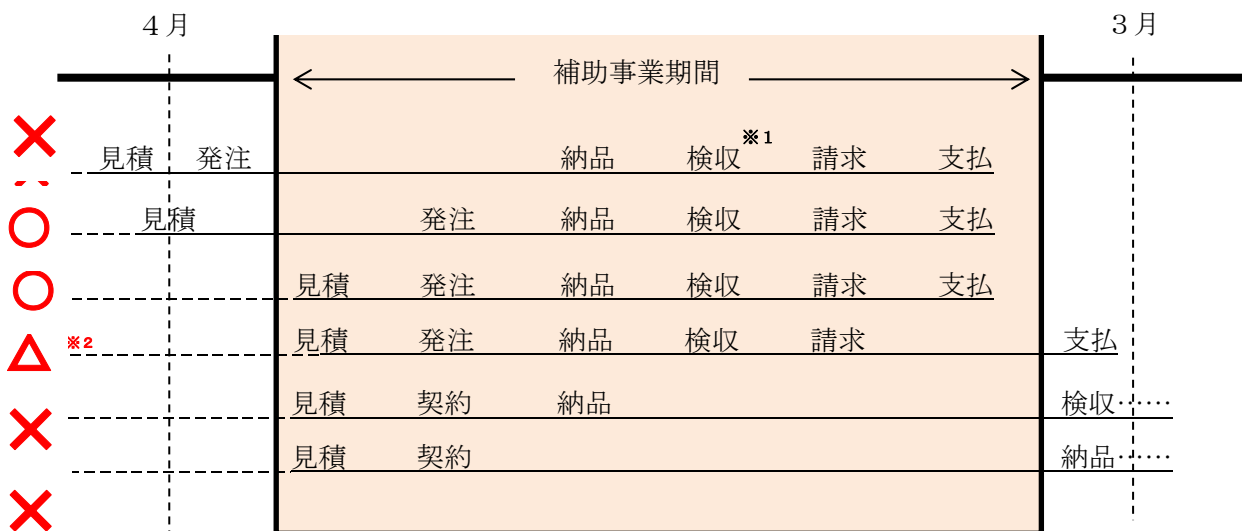 ４月 ３月
補助事業期間
見積 発注 納品 検収※1 請求 支払
見積 発注 納品 検収 請求 支払
見積 発注 納品 検収 請求 支払
※2 見積 発注 納品 検収 請求 支払
見積 契約 納品 検収……
見積 契約 納品……